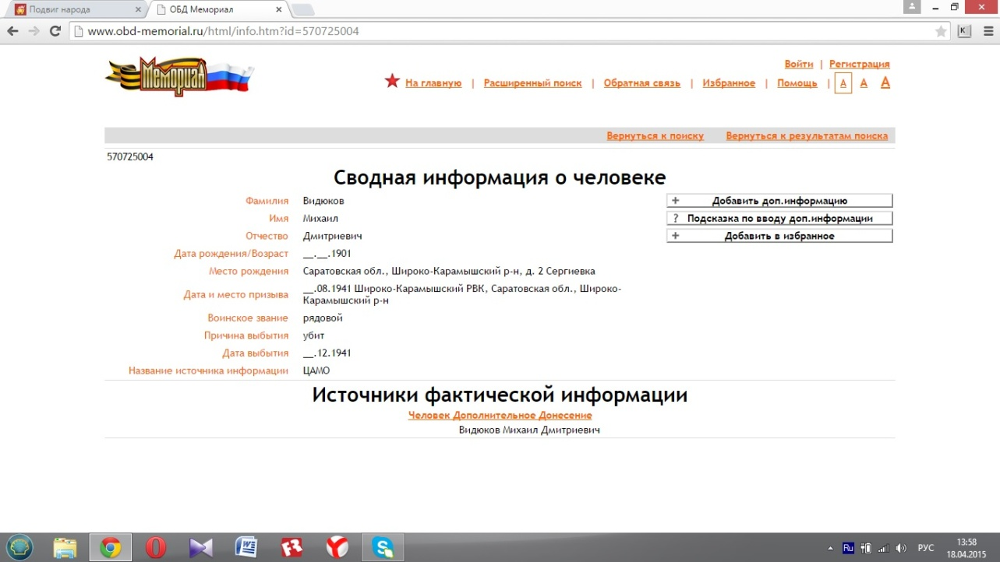 Подвиг народа
ОБД Мемориал
www.obd-memorial.ru/html/info.htm?id=570725004
Мемориал
Войти | Регистрация
На главную | Расширенный поиск | Обратная связь | Избранное | Помощь | А А А
Вернуться к поиску Вернуться к результатам поиска
570725004
Сводная информация о человеке
Фамилия Видюков
Имя Михаил
Отчество Дмитриевич
Дата рождения/Возраст __.__.1901
Место рождения Саратовская обл., Широко-Карамышский р-н, д. 2 Сергиевка
Дата и место призыва __.08.1941 Широко-Карамышский РВК, Саратовская обл., Широко-
Карамышский р-н
Воинское звание рядовой
Причина выбытия убит
Дата выбытия __.12.1941
Название источника информации ЦАМО
+ Добавить доп.информацию
? Подсказка по вводу доп.информации
+ Добавить в избранное
Источники фактической информации
Человек Дополнительное Донесение
Видюков Михаил Дмитриевич
Ru РУС 13:58
18.04.2015